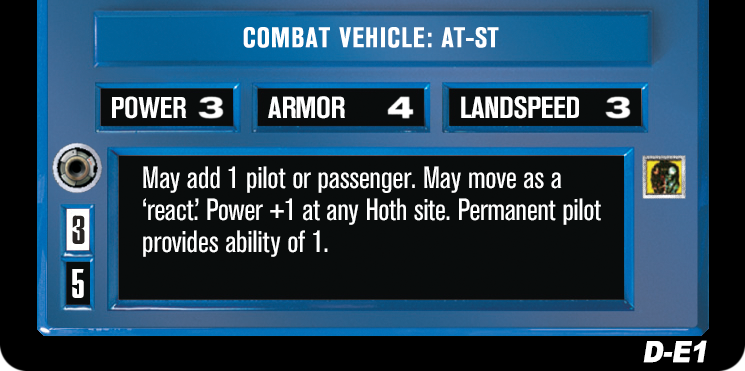 COMBAT VEHICLE: AT-ST
POWER 3 ARMOR 4 LANDSPEED 3
May add 1 pilot or passenger. May move as a
‘react.’ Power +1 at any Hoth site. Permanent pilot
provides ability of 1.
3
5
D-E1